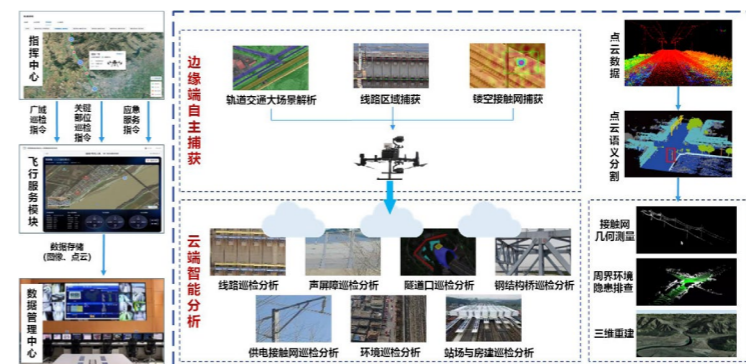 指挥中心
广域
巡检
指令
关键
部位
巡检
指令
应急
服务
指令
飞行服务模块
数据存储
(图像、点云)
数据管理中心
边缘端自主捕获
轨道交通大场景解析
线路区域捕获
镂空接触网捕获
云端智能分析
线路巡检分析
声屏障巡检分析
隧道口巡检分析
钢结构桥巡检分析
供电接触网巡检分析
环境巡检分析
站场与房建巡检分析
点云数据
点云语义分割
接触网
几何测量
周界环境
隐患排查
三维重建